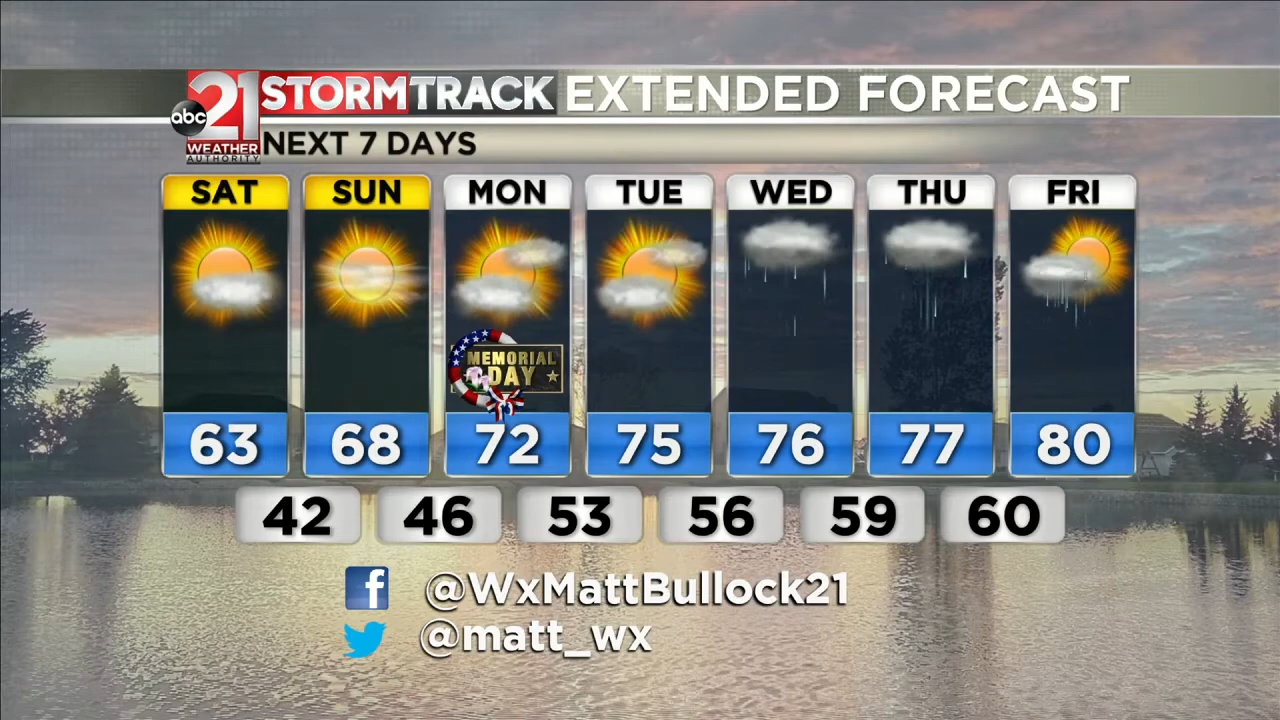 abc 21 STORMTRACK EXTENDED FORECAST
WEATHER
AUTHORITY
NEXT 7 DAYS
SAT SUN MON TUE WED THU FRI
MEMORIAL
DAY
63 68 72 75 76 77 80
42 46 53 56 59 60
f @WxMattBullock21
@matt_wx